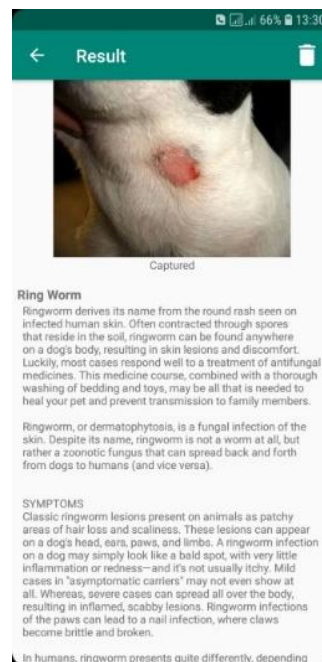 66% 13:30
Result
Captured
Ring Worm
Ringworm derives its name from the round rash seen on
infected human skin. Often contracted through spores
that reside in the soil, ringworm can be found anywhere
on a dog's body, resulting in skin lesions and discomfort.
Luckily, most cases respond well to a treatment of antifungal
medicines. This medicine course, combined with a thorough
washing of bedding and toys, may be all that is needed to
heal your pet and prevent transmission to family members.
Ringworm, or dermatophytosis, is a fungal infection of the
skin. Despite its name, ringworm is not a worm at all, but
rather a zoonotic fungus that can spread back and forth
from dogs to humans (and vice versa).
SYMPTOMS
Classic ringworm lesions present on animals as patchy
areas of hair loss and scaliness. These lesions can appear
on a dog's head, ears, paws, and limbs. A ringworm infection
on a dog may simply look like a bald spot, with very little
inflammation or redness—and it's not usually itchy. Mild
cases in "asymptomatic carriers" may not even show at
all. Whereas, severe cases can spread all over the body,
resulting in inflamed, scabby lesions. Ringworm infections
of the paws can lead to a nail infection, where claws
become brittle and broken.
In humans, ringworm presents quite differently, depending